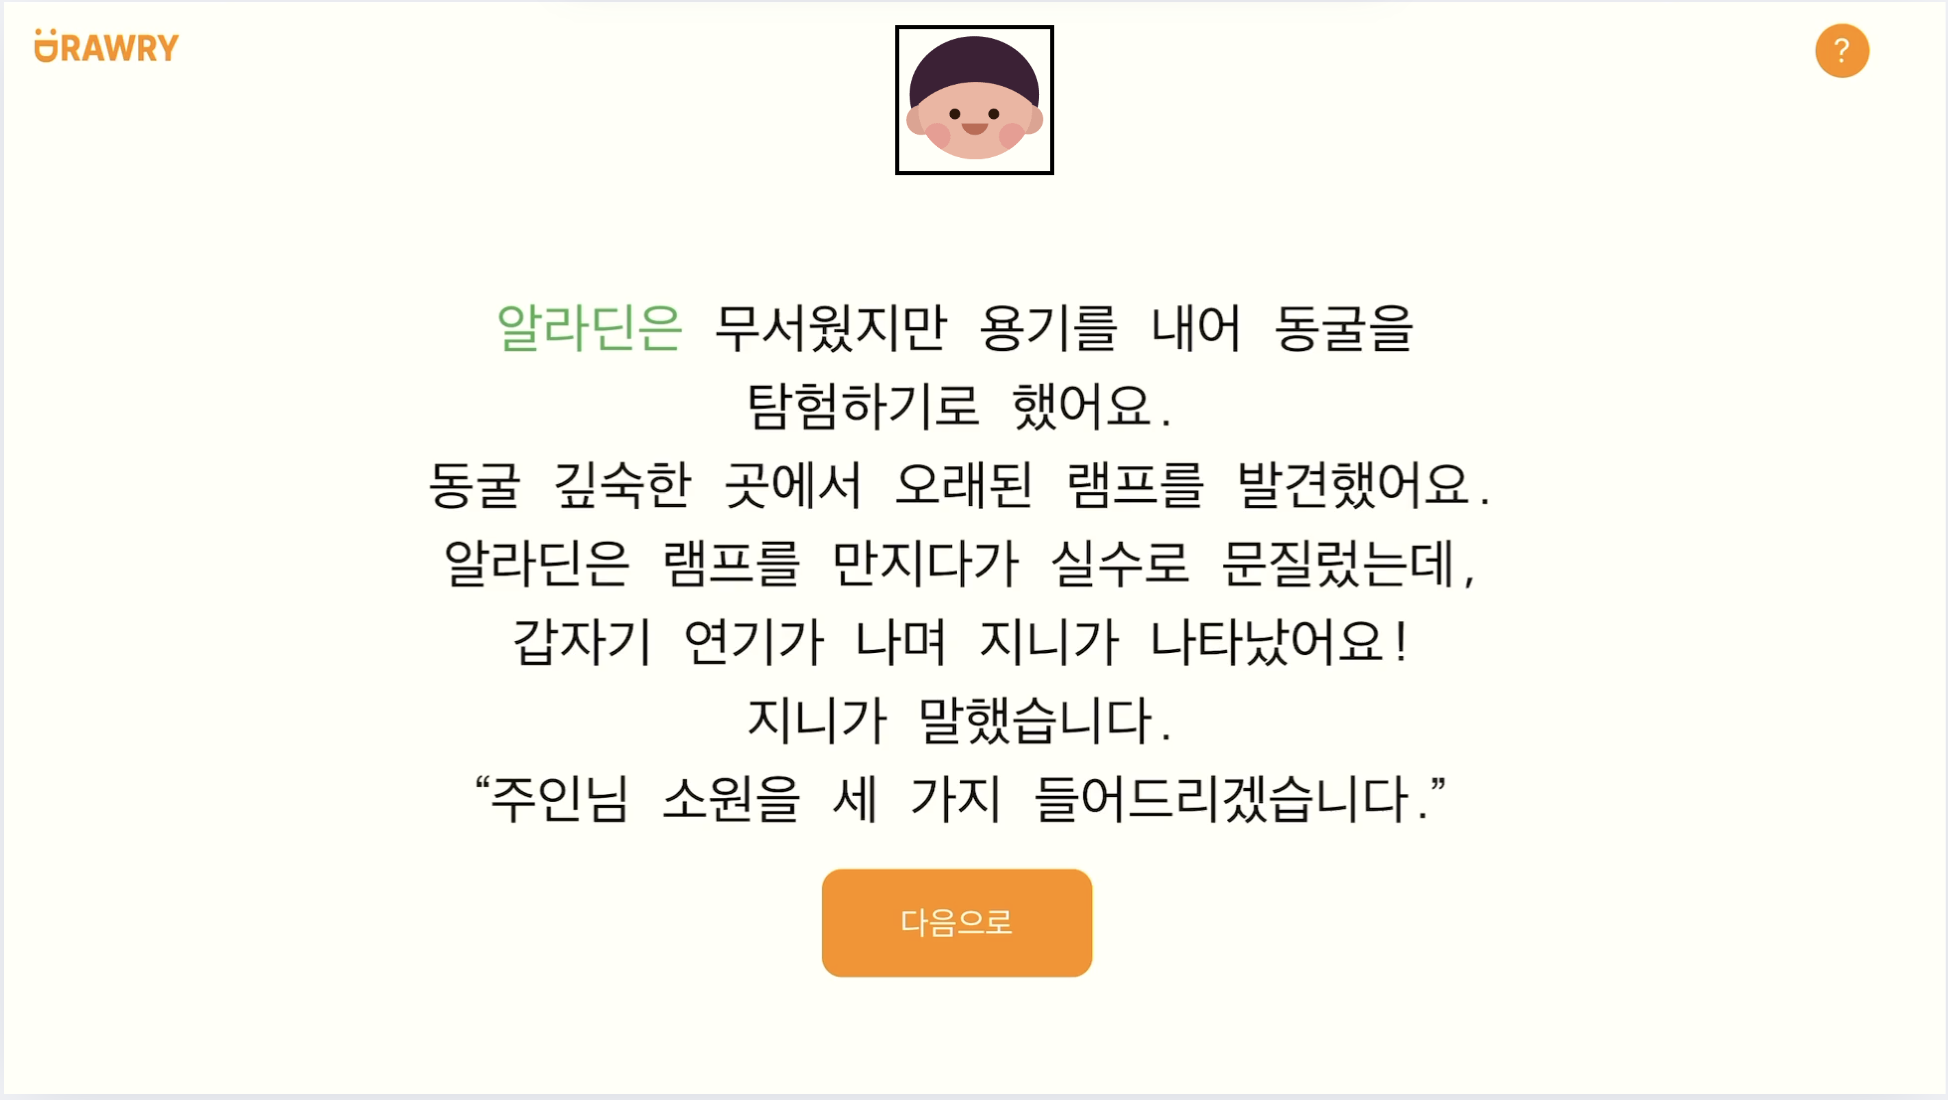 DRAWRY
?
알라딘은 무서웠지만 용기를 내어 동굴을
탐험하기로 했어요.
동굴 깊숙한 곳에서 오래된 램프를 발견했어요.
알라딘은 램프를 만지다가 실수로 문질렀는데,
갑자기 연기가 나며 지니가 나타났어요!
지니가 말했습니다.
“주인님 소원을 세 가지 들어드리겠습니다.”
다음으로